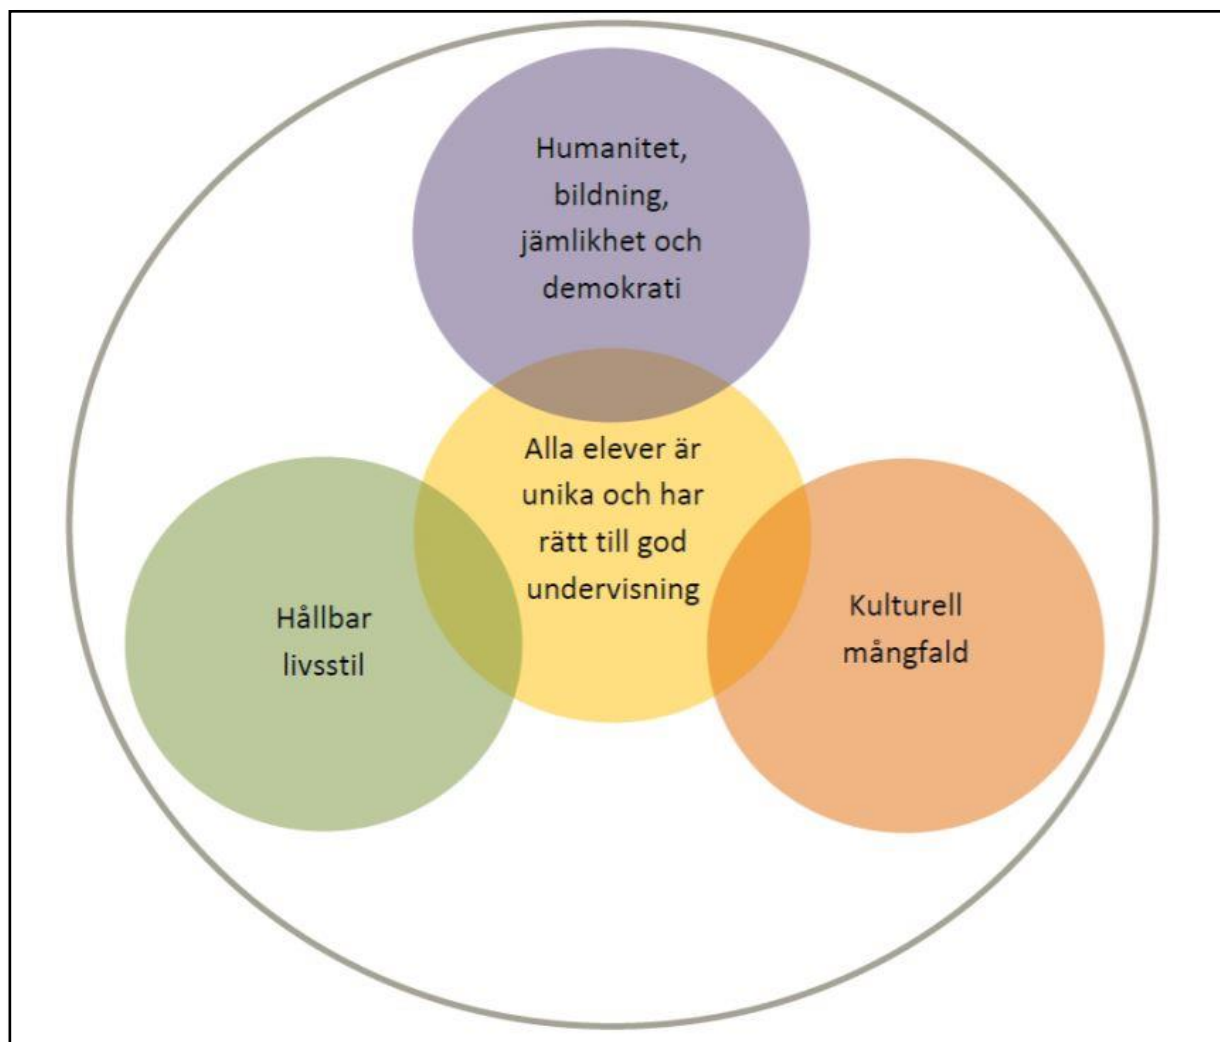 Humanitet,
bildning,
jämlikhet och
demokrati
Alla elever är
unika och har
rätt till god
undervisning
Hållbar
livsstil
Kulturell
mångfald